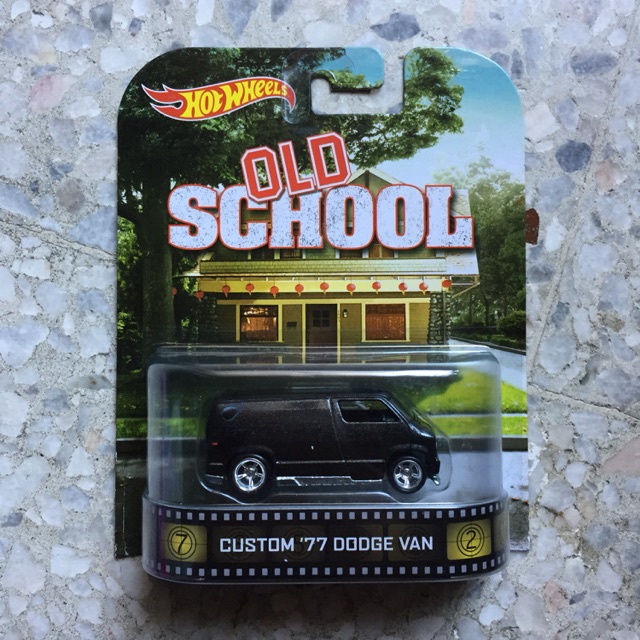 HOT WHEELS
OLD
SCHOOL
7 CUSTOM '77 DODGE VAN 2